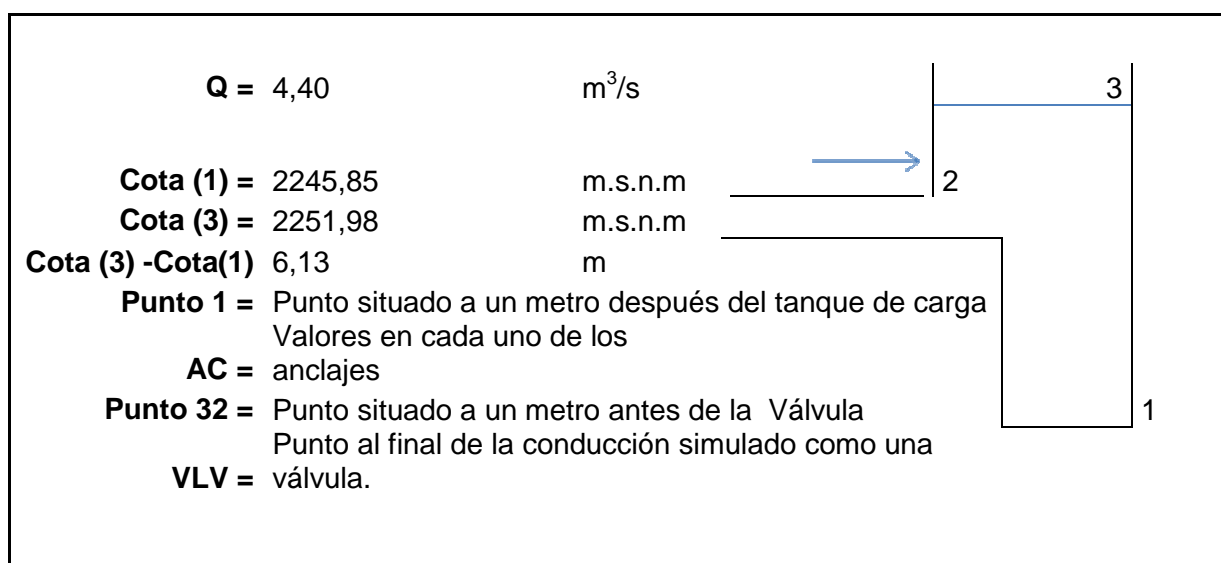 Q = 4,40 m³/s 3
Cota (1) = 2245,85 m.s.n.m 2
Cota (3) = 2251,98 m.s.n.m
Cota (3) -Cota(1) 6,13 m
Punto 1 = Punto situado a un metro después del tanque de carga
Valores en cada uno de los
AC = anclajes
Punto 32 = Punto situado a un metro antes de la Válvula 1
Punto al final de la conducción simulado como una
VLV = válvula.